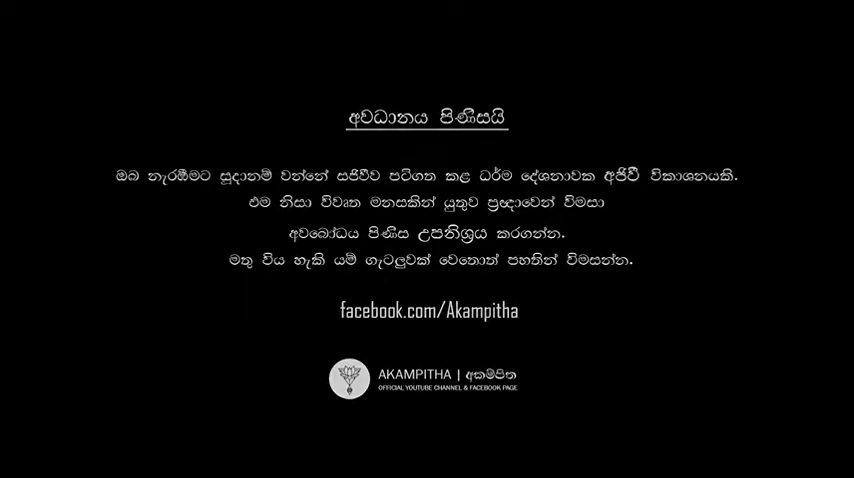 අවධානය පිණිසයි
ඔබ නැරඹීමට සූදානම් වන්නේ සජීවීව පටිගත කළ ධර්ම දේශනාවක අජීවී විකාශනයකි.
එම නිසා විවෘත මනසකින් යුතුව ප්‍රඥාවෙන් විමසා
අවබෝධය පිණිස උපනිශ්‍රය කරගන්න.
මතු විය හැකි යම් ගැටලුවක් වෙතොත් පහතින් විමසන්න.
facebook.com/Akampitha
AKAMPITHA | අකම්පිත
OFFICIAL YOUTUBE CHANNEL & FACEBOOK PAGE